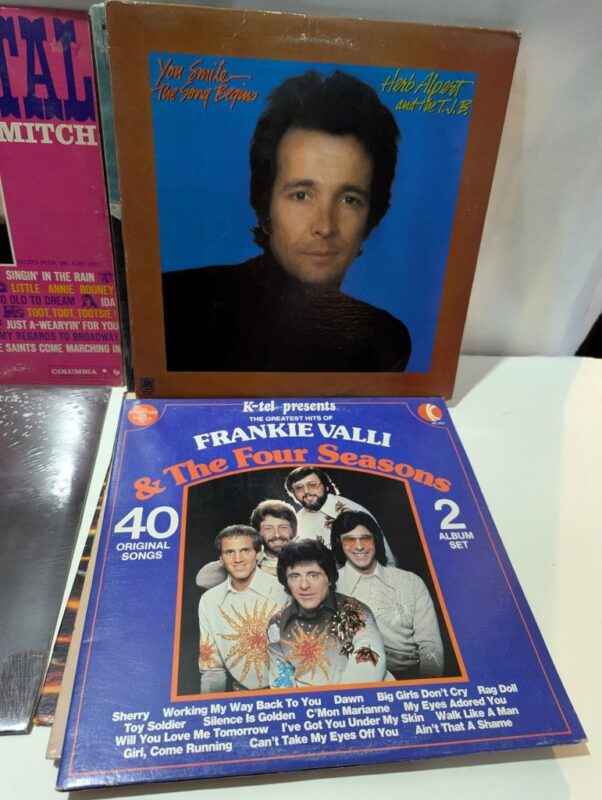 TAL
MITCH
SINGIN' IN THE RAIN
LITTLE ANNIE ROONEY
OLD TO DREAM
IDA
TOOT, TOOT, TOOTSIE!
JUST A-WEARYIN' FOR YOU
MY REGARDS TO BROADWAY
SAINTS COME MARCHING IN
COLUMBIA
You Smile—
The Song Begins
Herb Alpert
and the T.J.B.
K-tel presents
THE GREATEST HITS OF
FRANKIE VALLI
& The Four Seasons
40
ORIGINAL
SONGS
2
ALBUM
SET
Sherry Working My Way Back To You Dawn Big Girls Don't Cry Rag Doll
Toy Soldier Silence Is Golden C'Mon Marianne My Eyes Adored You
Will You Love Me Tomorrow I've Got You Under My Skin Walk Like A Man
Girl, Come Running Can't Take My Eyes Off You Ain't That A Shame